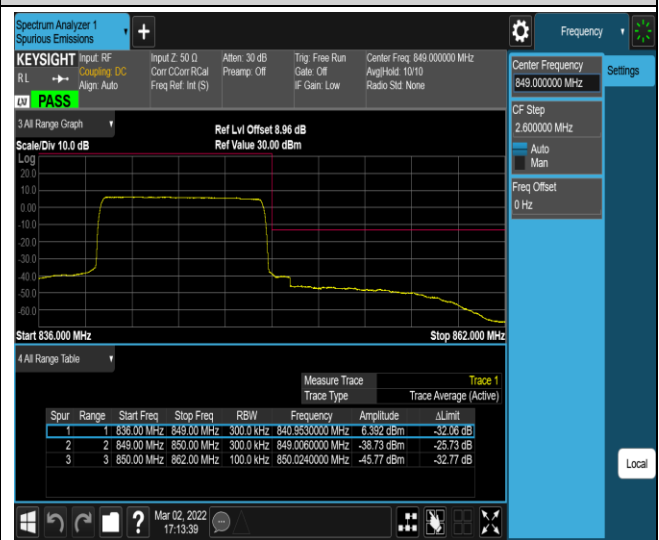 Spectrum Analyzer 1
Spurious Emissions
+
Frequency
KEYSIGHT Input: RF Input Z: 50 Ω Atten: 30 dB Trig: Free Run Center Freq: 849.000000 MHz
RL Coupling: DC Corr CCorr RCal Preamp: Off Gate: Off Avg|Hold: 10/10
Align: Auto Freq Ref: Int (S) IF Gain: Low Radio Std: None
LXI PASS
Center Frequency
849.000000 MHz
Settings
CF Step
2.600000 MHz
Auto
Man
Freq Offset
0 Hz
3 All Range Graph
Ref Lvl Offset 8.96 dB
Scale/Div 10.0 dB Ref Value 30.00 dBm
Log
20.0
10.0
0.00
-10.0
-20.0
-30.0
-40.0
-50.0
-60.0
Start 836.000 MHz Stop 862.000 MHz
4 All Range Table
Measure Trace Trace 1
Trace Type Trace Average (Active)
Spur Range Start Freq Stop Freq RBW Frequency Amplitude ΔLimit
1 1 836.00 MHz 849.00 MHz 300.0 kHz 840.9530000 MHz 6.392 dBm -32.06 dB
2 2 849.00 MHz 850.00 MHz 300.0 kHz 849.0060000 MHz -38.73 dBm -25.73 dB
3 3 850.00 MHz 862.00 MHz 100.0 kHz 850.0240000 MHz -45.77 dBm -32.77 dB
Local
? Mar 02, 2022
17:13:39